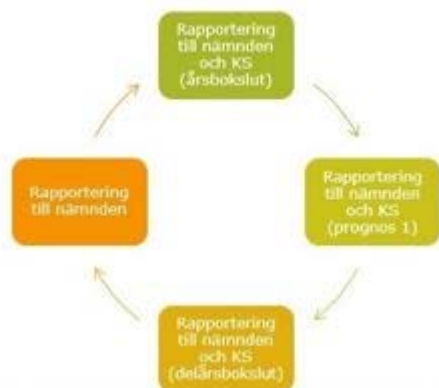 Rapportering
till nämnden
och KS
(årsbokslut)
Rapportering
till nämnden
och KS
(prognos 1)
Rapportering
till nämnden
och KS
(delårsbokslut)
Rapportering
till nämnden